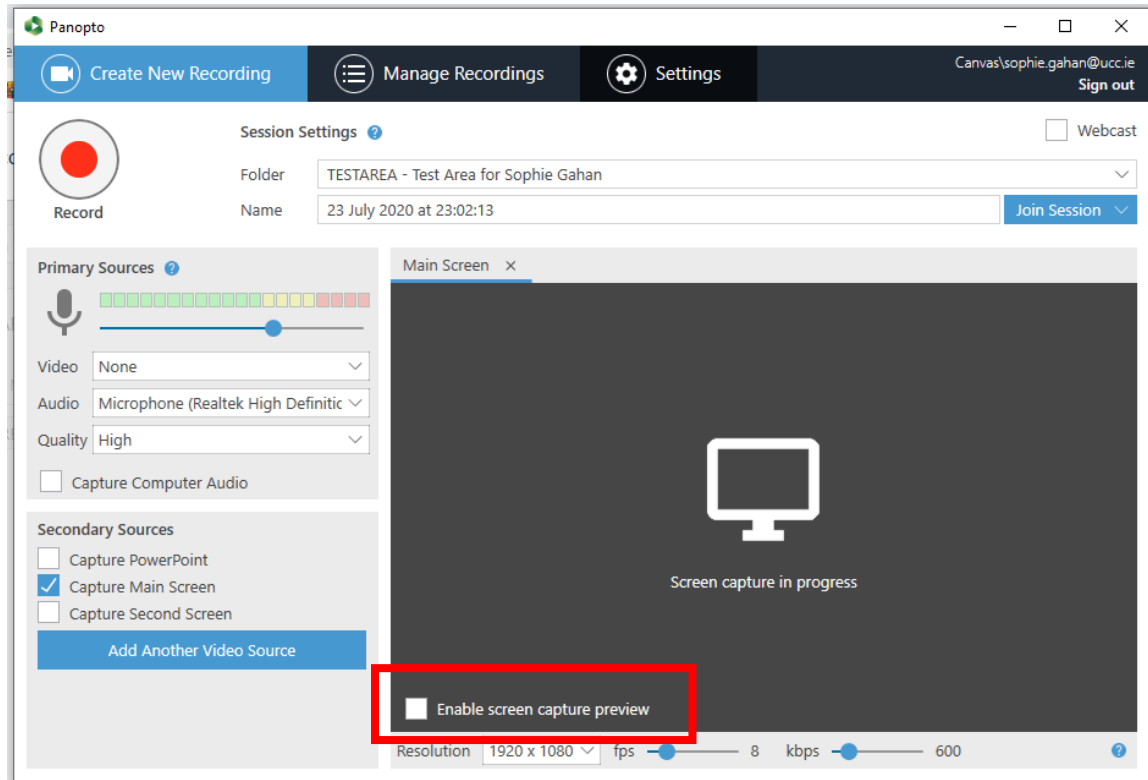 Panopto
Create New Recording
Manage Recordings
Settings
Canvas\sophie.gahan@ucc.ie
Sign out
Record
Session Settings
Webcast
Folder
TESTAREA - Test Area for Sophie Gahan
Name
23 July 2020 at 23:02:13
Join Session
Primary Sources
Video
None
Audio
Microphone (Realtek High Definitic
Quality
High
Capture Computer Audio
Secondary Sources
Capture PowerPoint
Capture Main Screen
Capture Second Screen
Add Another Video Source
Main Screen
Screen capture in progress
Enable screen capture preview
Resolution 1920 x 1080 fps 8 kbps 600